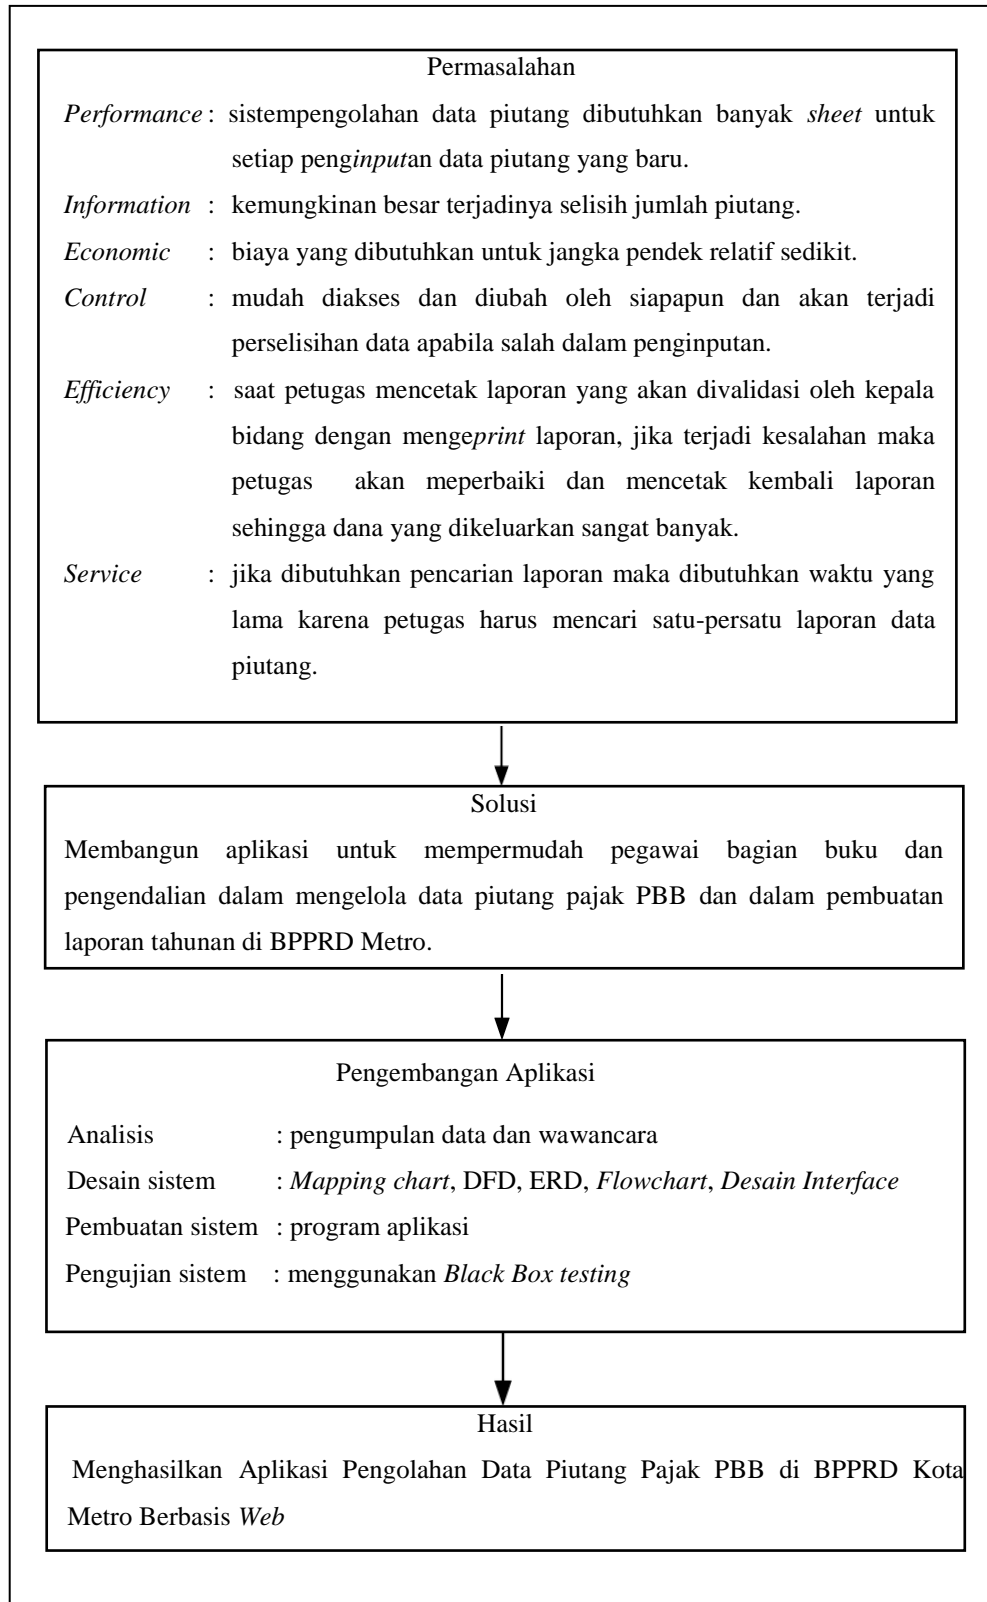 Permasalahan
Performance : sistempengolahan data piutang dibutuhkan banyak sheet untuk
setiap penginputan data piutang yang baru.
Information : kemungkinan besar terjadinya selisih jumlah piutang.
Economic : biaya yang dibutuhkan untuk jangka pendek relatif sedikit.
Control : mudah diakses dan diubah oleh siapapun dan akan terjadi
perselisihan data apabila salah dalam penginputan.
Efficiency : saat petugas mencetak laporan yang akan divalidasi oleh kepala
bidang dengan mengeprint laporan, jika terjadi kesalahan maka
petugas akan meperbaiki dan mencetak kembali laporan
sehingga dana yang dikeluarkan sangat banyak.
Service : jika dibutuhkan pencarian laporan maka dibutuhkan waktu yang
lama karena petugas harus mencari satu-persatu laporan data
piutang.
Solusi
Membangun aplikasi untuk mempermudah pegawai bagian buku dan
pengendalian dalam mengelola data piutang pajak PBB dan dalam pembuatan
laporan tahunan di BPPRD Metro.
Pengembangan Aplikasi
Analisis : pengumpulan data dan wawancara
Desain sistem : Mapping chart, DFD, ERD, Flowchart, Desain Interface
Pembuatan sistem : program aplikasi
Pengujian sistem : menggunakan Black Box testing
Hasil
Menghasilkan Aplikasi Pengolahan Data Piutang Pajak PBB di BPPRD Kota
Metro Berbasis Web